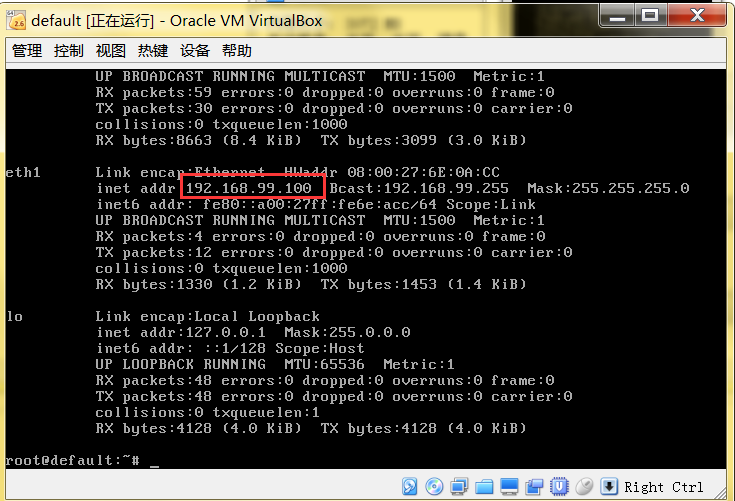 default [正在运行] - Oracle VM VirtualBox
管理 控制 视图 热键 设备 帮助
UP BROADCAST RUNNING MULTICAST  MTU:1500  Metric:1
RX packets:59 errors:0 dropped:0 overruns:0 frame:0
TX packets:30 errors:0 dropped:0 overruns:0 carrier:0
collisions:0 txqueuelen:1000
RX bytes:8663 (8.4 KiB)  TX bytes:3099 (3.0 KiB)
eth1 Link encap:Ethernet  HWaddr 08:00:27:6E:0A:CC
inet addr:192.168.99.100  Bcast:192.168.99.255  Mask:255.255.255.0
inet6 addr: fe80::a00:27ff:fe6e:acc/64 Scope:Link
UP BROADCAST RUNNING MULTICAST  MTU:1500  Metric:1
RX packets:4 errors:0 dropped:0 overruns:0 frame:0
TX packets:12 errors:0 dropped:0 overruns:0 carrier:0
collisions:0 txqueuelen:1000
RX bytes:1330 (1.2 KiB)  TX bytes:1453 (1.4 KiB)
lo Link encap:Local Loopback
inet addr:127.0.0.1  Mask:255.0.0.0
inet6 addr: ::1/128 Scope:Host
UP LOOPBACK RUNNING  MTU:65536  Metric:1
RX packets:48 errors:0 dropped:0 overruns:0 frame:0
TX packets:48 errors:0 dropped:0 overruns:0 carrier:0
collisions:0 txqueuelen:1
RX bytes:4128 (4.0 KiB)  TX bytes:4128 (4.0 KiB)
root@default:~# _
Right Ctrl